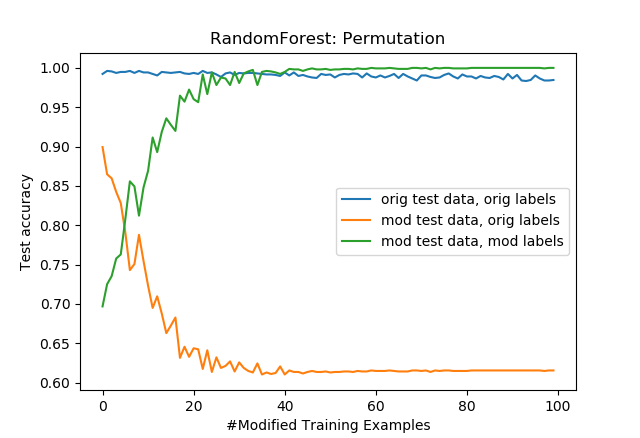 RandomForest: Permutation
1.00
0.95
0.90
0.85
0.80
0.75
0.70
0.65
0.60
Test accuracy
orig test data, orig labels
mod test data, orig labels
mod test data, mod labels
0 20 40 60 80 100
#Modified Training Examples